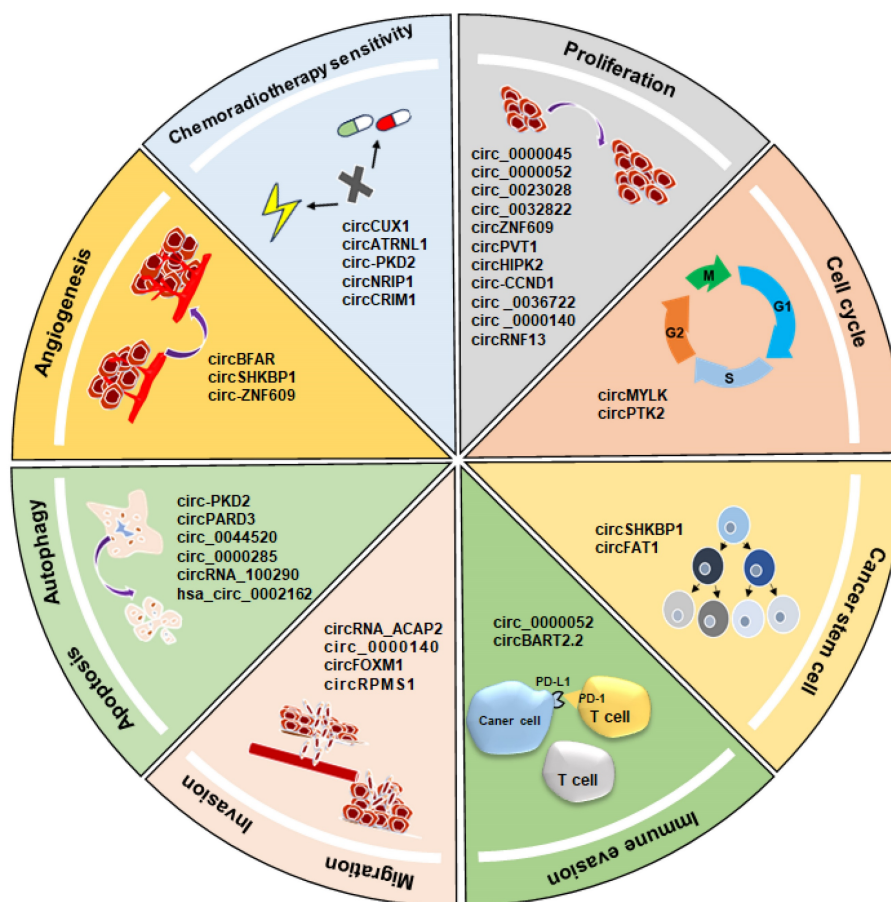 Chemoradiotherapy sensitivity
circCUX1
circATRNL1
circ-PKD2
circNRIP1
circCRIM1
Proliferation
circ_0000045
circ_0000052
circ_0023028
circ_0032822
circZNF609
circPVT1
circHIPK2
circ-CCND1
circ _0036722
circ _0000140
circRNF13
Cell cycle
M
G1
G2
S
circMYLK
circPTK2
Cancer stem cell
circSHKBP1
circFAT1
Immune evasion
circ_0000052
circBART2.2
PD-L1
PD-1
Caner cell
T cell
T cell
Migration
Invasion
circRNA_ACAP2
circ_0000140
circFOXM1
circRPMS1
Apoptosis
Autophagy
circ-PKD2
circPARD3
circ_0044520
circ_0000285
circRNA_100290
hsa_circ_0002162
Angiogenesis
circBFAR
circSHKBP1
circ-ZNF609